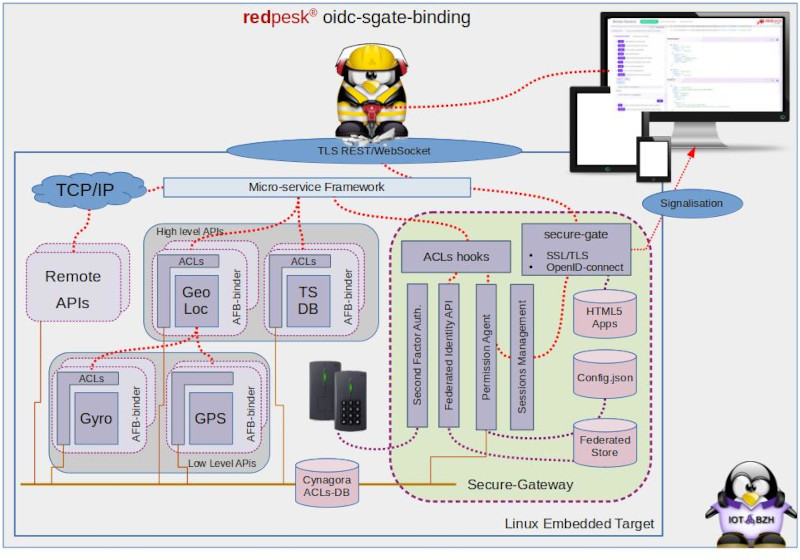 redpesk® oidc-sgate-binding
TLS REST/WebSocket
TCP/IP
Micro-service Framework
Signalisation
High level APIs
Remote
APIs
ACLs
Geo
Loc
AFB-binder
ACLs
TS
DB
AFB-binder
ACLs hooks
secure-gate
• SSL/TLS
• OpenID-connect
Second Factor Auth.
Federated Identity API
Permission Agent
Sessions Management
HTML5
Apps
Config.json
Federated
Store
ACLs
Gyro
AFB-binder
GPS
AFB-binder
Low Level APIs
Cynagora
ACLs-DB
Secure-Gateway
Linux Embedded Target
IOT BZH